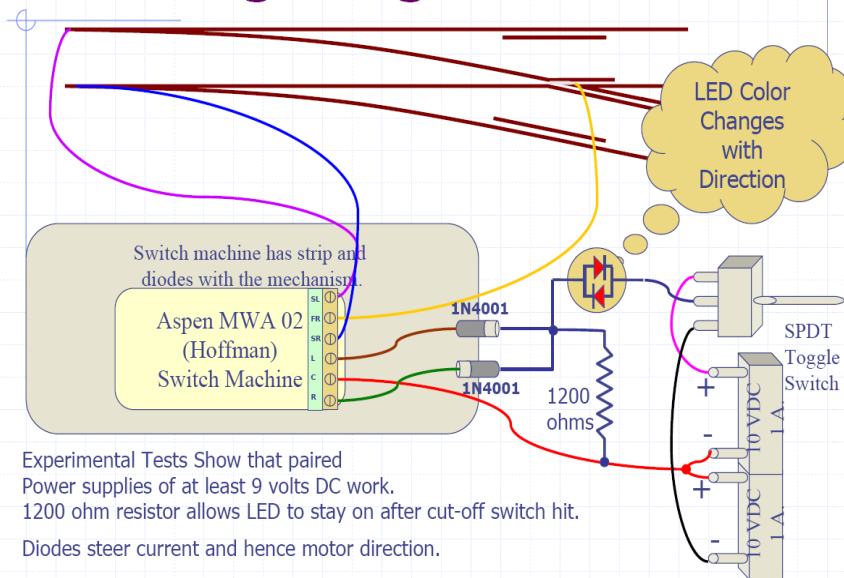 LED Color
Changes
with
Direction
Switch machine has strip and
diodes with the mechanism.
SL
FR
SR
L
C
R
Aspen MWA 02
(Hoffman)
Switch Machine
1N4001
1N4001
1200
ohms
SPDT
Toggle
Switch
+
-
10 VDC
1 A.
+
-
10 VDC
1 A.
Experimental Tests Show that paired
Power supplies of at least 9 volts DC work.
1200 ohm resistor allows LED to stay on after cut-off switch hit.
Diodes steer current and hence motor direction.